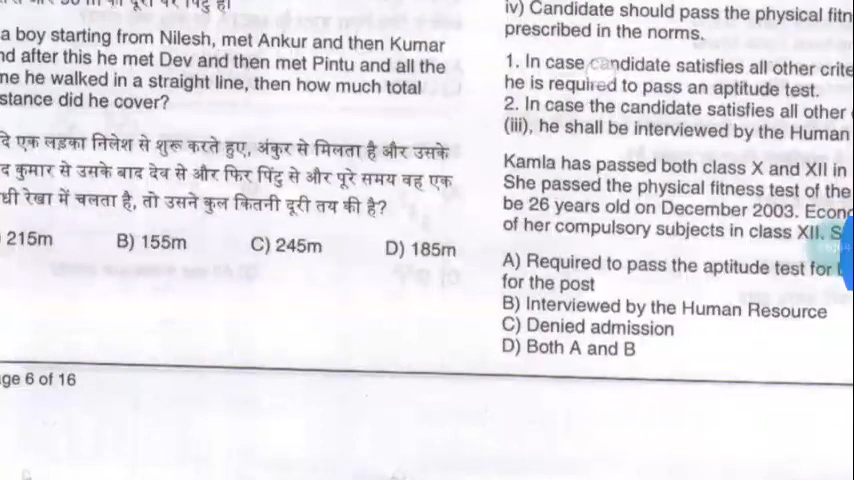 a boy starting from Nilesh, met Ankur and then Kumar
after this he met Dev and then met Pintu and all the
he walked in a straight line, then how much total
did he cover?
एक लड़का निलेश से शुरू करते हुए, अंकुर से मिलता है और उसके
कुमार से उसके बाद देव से और फिर पिंटु से और पूरे समय वह एक
रेखा में चलता है, तो उसने कुल कितनी दूरी तय की है?
215m B) 155m C) 245m D) 185m
6 of 16
iv) Candidate should pass the physical
prescribed in the norms.
1. In case candidate satisfies all other
he is required to pass an aptitude test.
2. In case the candidate satisfies all other
(iii), he shall be interviewed by the Human
Kamla has passed both class X and XII in
She passed the physical fitness test of the
be 26 years old on December 2003.
of her compulsory subjects in class XII.
A) Required to pass the aptitude test for
for the post
B) Interviewed by the Human Resource
C) Denied admission
D) Both A and B